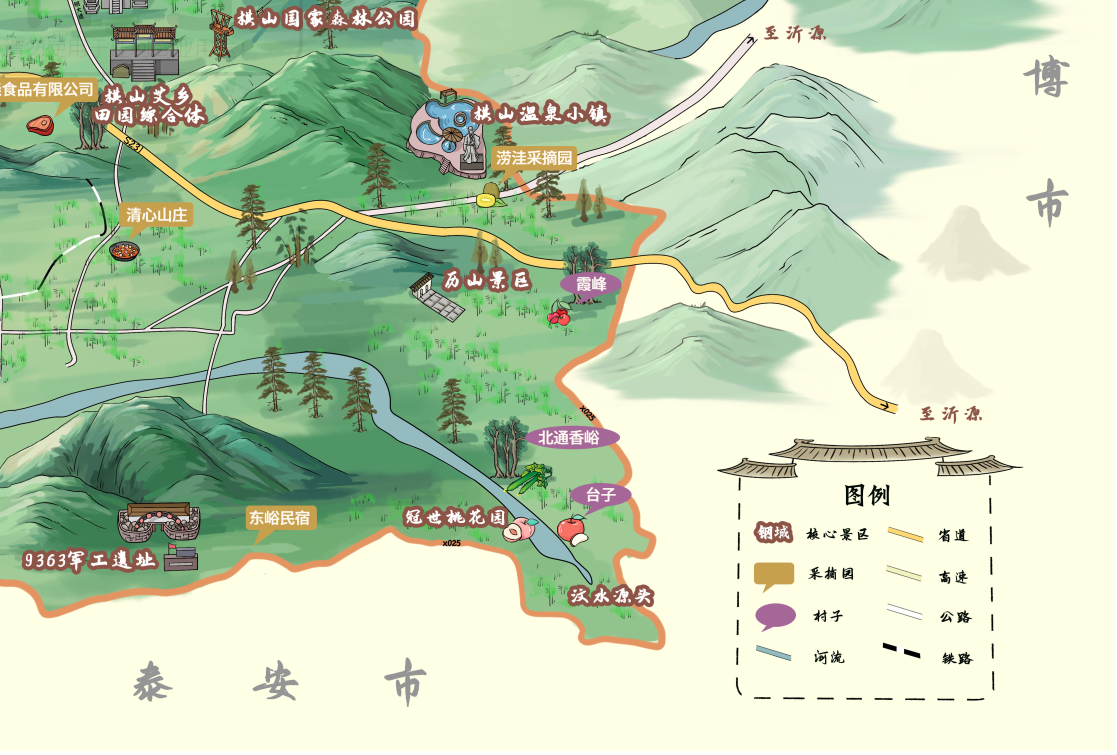 棋山国家森林公园
至沂源
博
食品有限公司
棋山艾乡
田园综合体
棋山温泉小镇
S231
涝洼采摘园
市
清心山庄
历山景区
霞峰
X025
至沂源
北通香峪
图例
台子
冠世桃花园
东峪民宿
钢城 核心景区
省道
X025
9363军工遗址
采摘园
高速
汶水源头
村子
公路
河流
铁路
泰安市